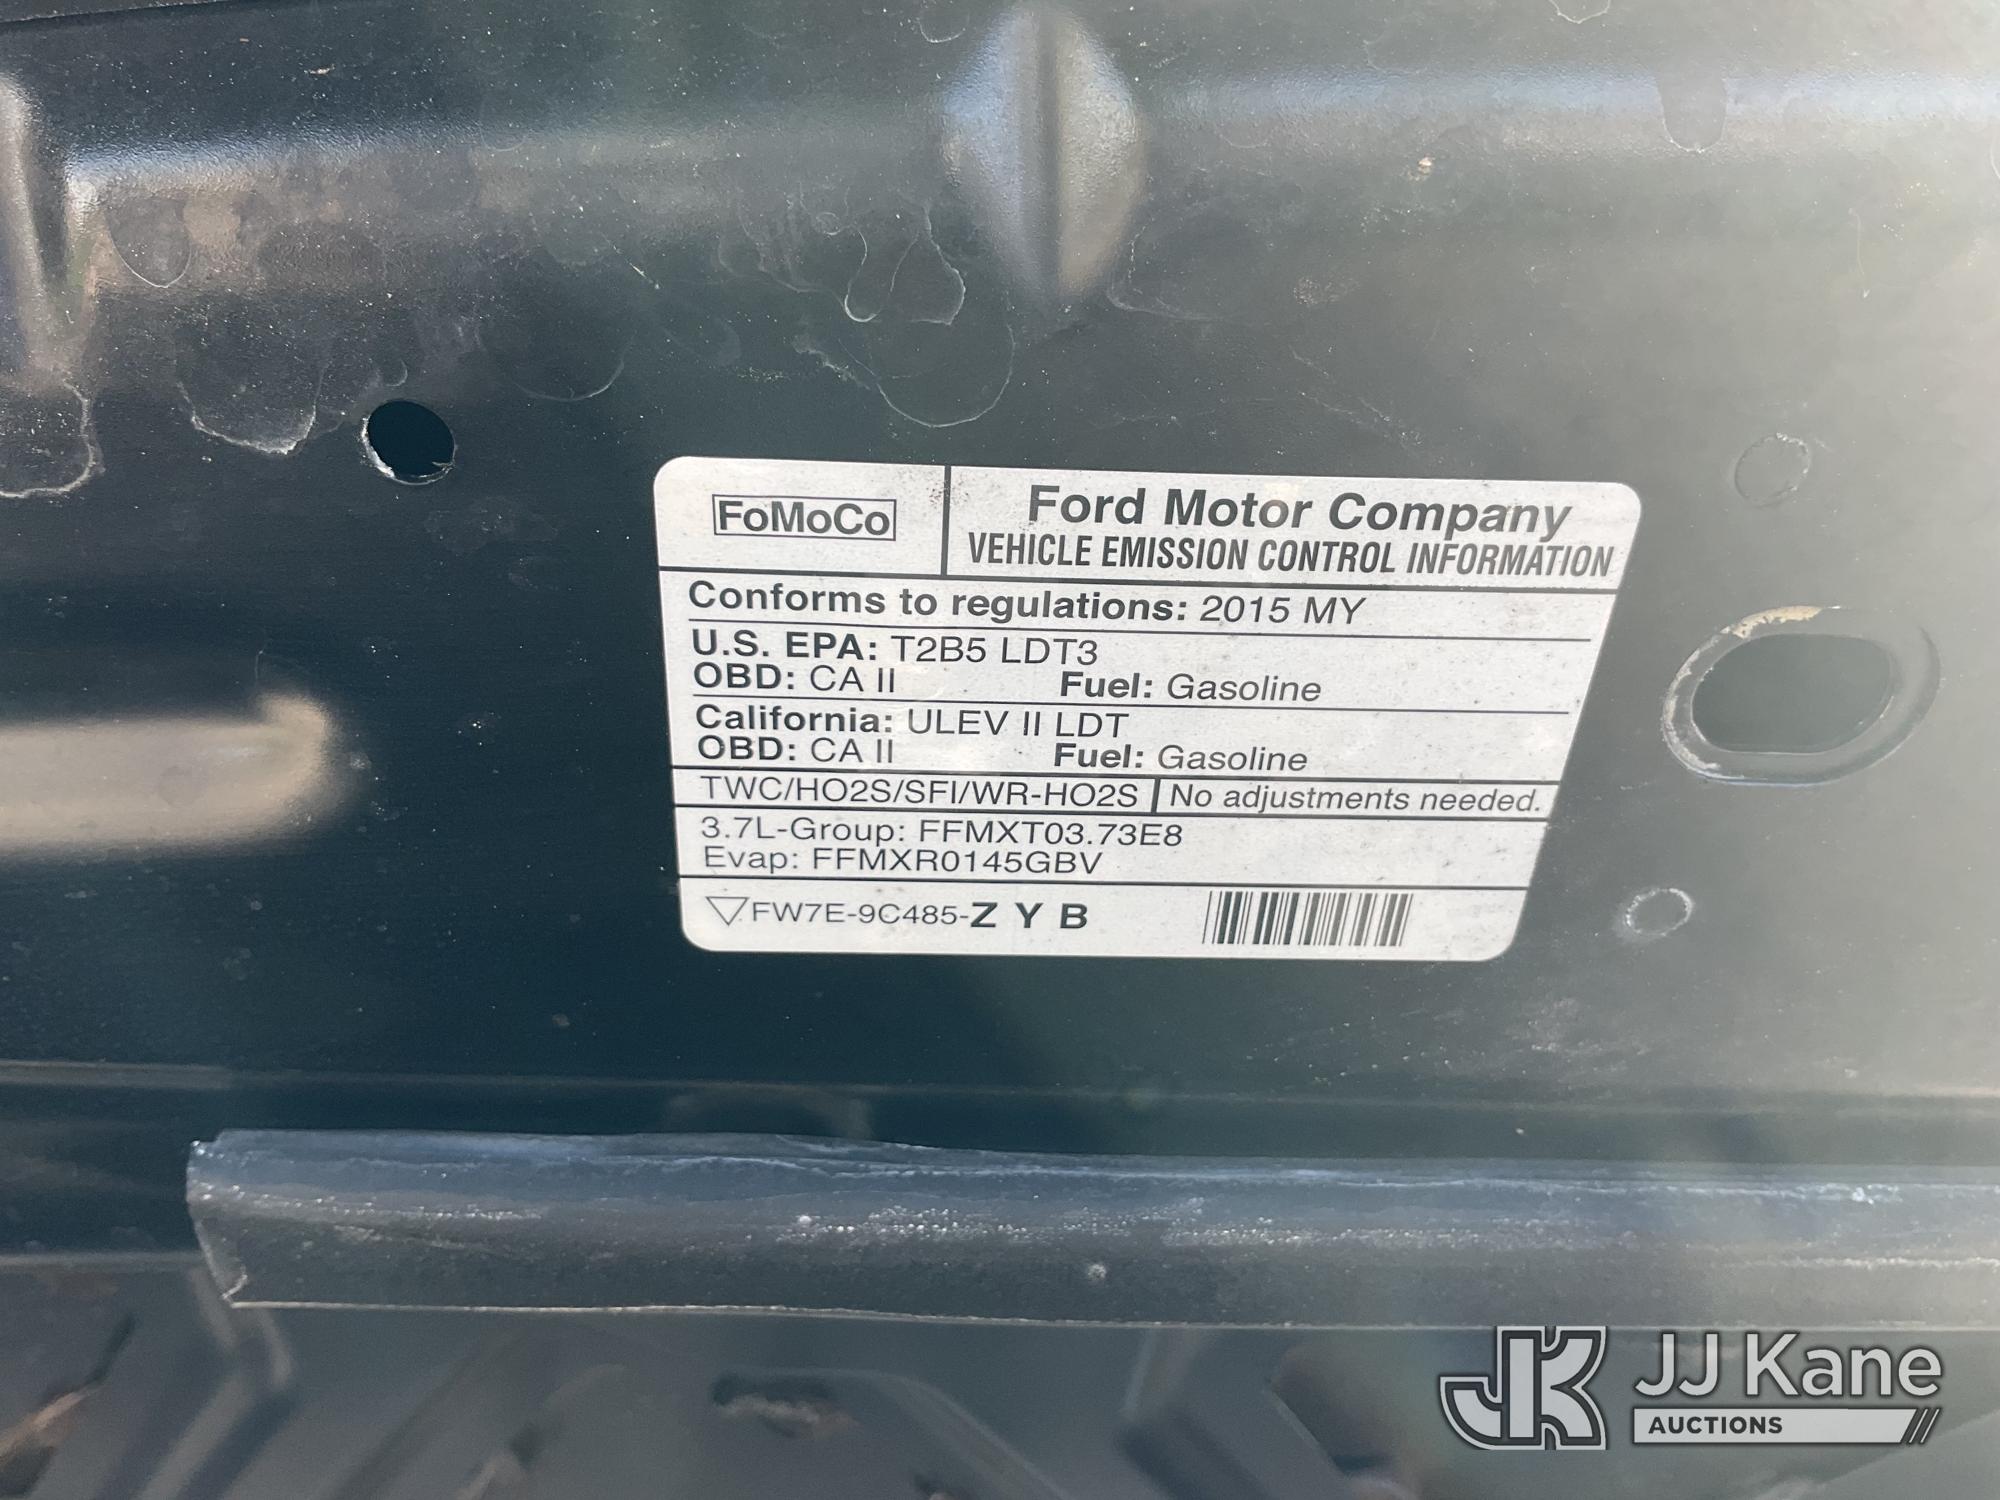 FoMoCo
Ford Motor Company
VEHICLE EMISSION CONTROL INFORMATION
Conforms to regulations: 2015 MY
U.S. EPA: T2B5 LDT3
OBD: CA II Fuel: Gasoline
California: ULEV II LDT
OBD: CA II Fuel: Gasoline
TWC/HO2S/SFI/WR-HO2S No adjustments needed.
3.7L-Group: FFMXT03.73E8
Evap: FFMXR0145GBV
FW7E-9C485-Z Y B
JK JJ Kane
AUCTIONS